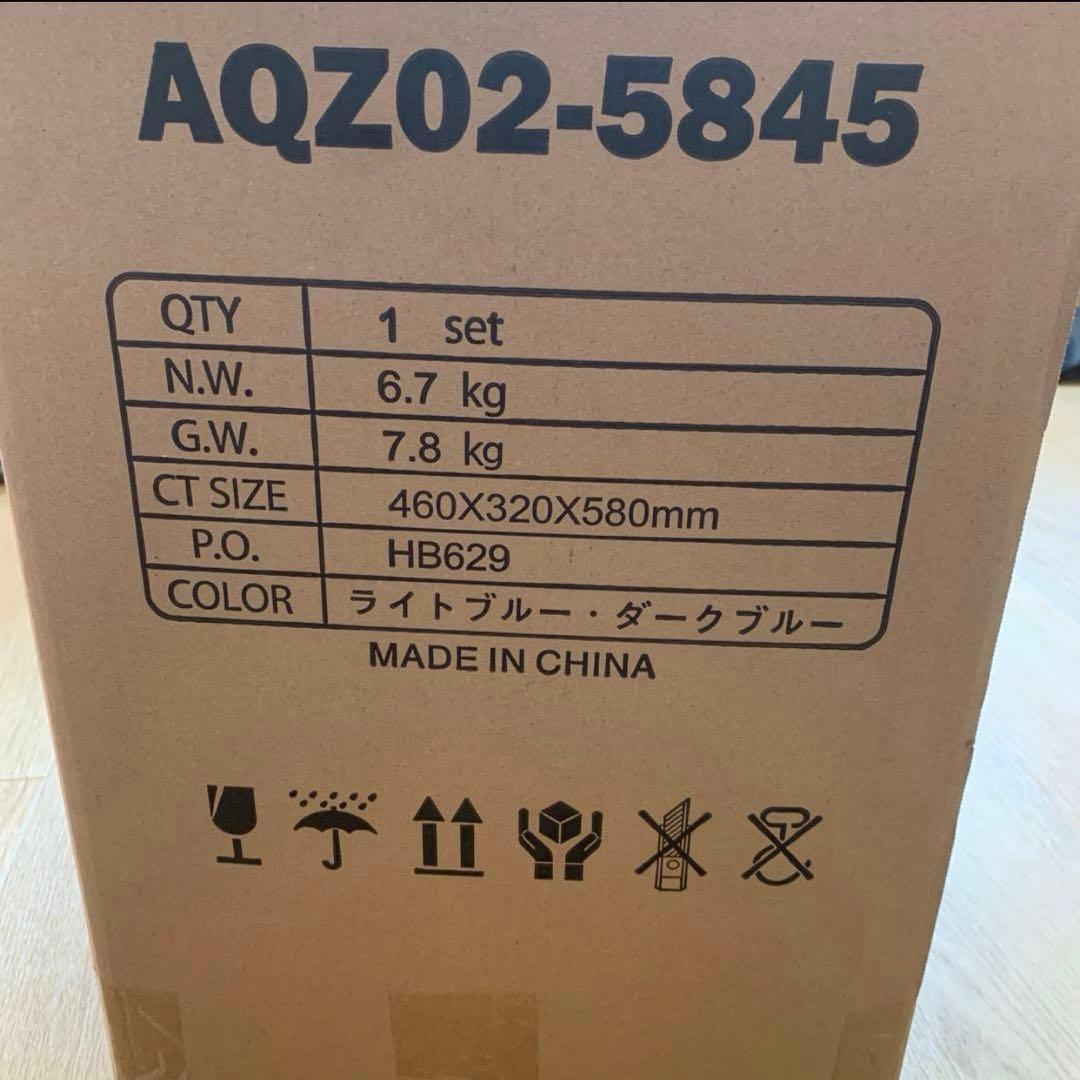 AQZ02-5845
QTY 1 set
N.W. 6.7 kg
G.W. 7.8 kg
CT SIZE 460X320X580mm
P.O. HB629
COLOR ライトブルー・ダークブルー
MADE IN CHINA